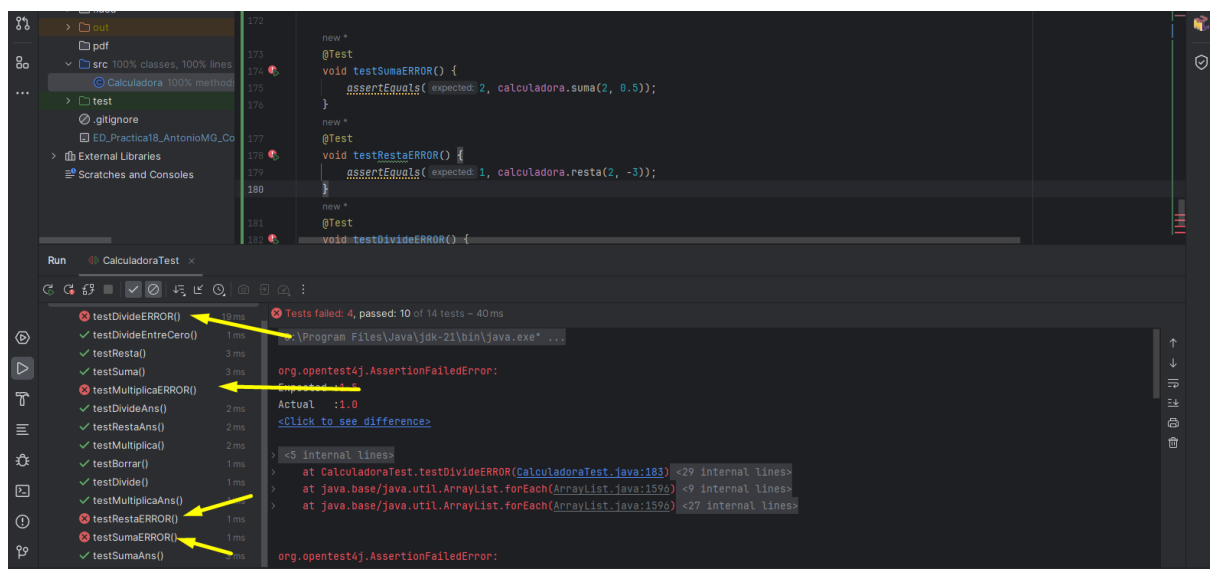 out
pdf
src 100% classes, 100% lines
Calculadora 100% method
test
.gitignore
ED_Practica18_AntonioMG_Co
External Libraries
Scratches and Consoles
172
new *
173 @Test
174 void testSumaERROR() {
175 assertEquals( expected: 2, calculadora.suma(2, 0.5));
176 }
new *
177 @Test
178 void testRestaERROR() {
179 assertEquals( expected: 1, calculadora.resta(2, -3));
180 }
new *
181 @Test
182 void testDivideERROR() {
Run CalculadoraTest ×
testDivideERROR() 19 ms
testDivideEntreCero() 1 ms
testResta() 3 ms
testSuma() 3 ms
testMultiplicaERROR()
testDivideAns() 2 ms
testRestaAns() 2 ms
testMultiplica() 2 ms
testBorrar() 1 ms
testDivide() 1 ms
testMultiplicaAns()
testRestaERROR() 1 ms
testSumaERROR() 1 ms
testSumaAns() ms
Tests failed: 4, passed: 10 of 14 tests – 40 ms
:\Program Files\Java\jdk-21\bin\java.exe" ...
org.opentest4j.AssertionFailedError:
Expected :1.5
Actual :1.0
<Click to see difference>
<5 internal lines>
at CalculadoraTest.testDivideERROR(CalculadoraTest.java:183) <29 internal lines>
at java.base/java.util.ArrayList.forEach(ArrayList.java:1596) <9 internal lines>
at java.base/java.util.ArrayList.forEach(ArrayList.java:1596) <27 internal lines>
org.opentest4j.AssertionFailedError: